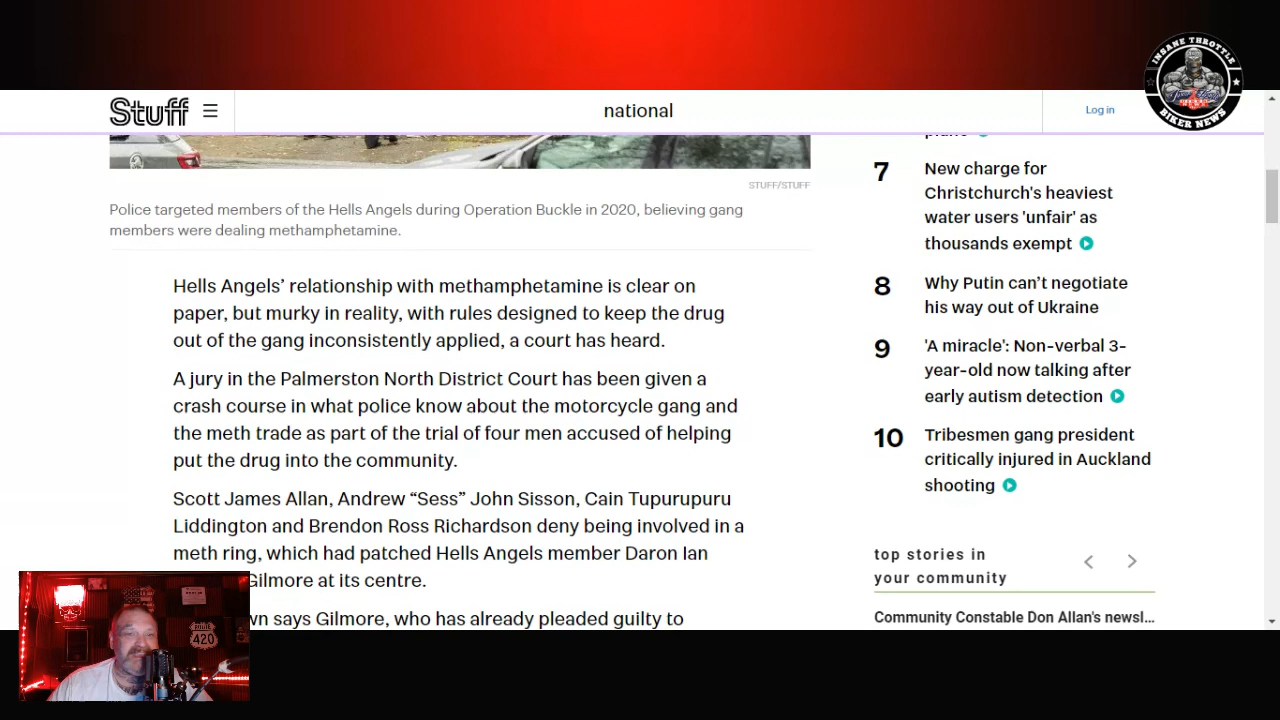 INSANE THROTTLE
BIKER NEWS
Stuff
national
Log in
STUFF/STUFF
Police targeted members of the Hells Angels during Operation Buckle in 2020, believing gang
members were dealing methamphetamine.
Hells Angels’ relationship with methamphetamine is clear on
paper, but murky in reality, with rules designed to keep the drug
out of the gang inconsistently applied, a court has heard.
A jury in the Palmerston North District Court has been given a
crash course in what police know about the motorcycle gang and
the meth trade as part of the trial of four men accused of helping
put the drug into the community.
Scott James Allan, Andrew “Sess” John Sisson, Cain Tupurupuru
Liddington and Brendon Ross Richardson deny being involved in a
meth ring, which had patched Hells Angels member Daron Ian
Gilmore at its centre.
wn says Gilmore, who has already pleaded guilty to
7
New charge for
Christchurch's heaviest
water users 'unfair' as
thousands exempt
8
Why Putin can’t negotiate
his way out of Ukraine
9
'A miracle': Non-verbal 3-
year-old now talking after
early autism detection
10
Tribesmen gang president
critically injured in Auckland
shooting
top stories in
your community
Community Constable Don Allan's newsl...
420